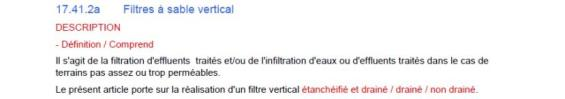 17.41.2a Filtres à sable vertical
DESCRIPTION
- Définition / Comprend
Il s'agit de la filtration d'effluents traités et/ou de l'infiltration d'eaux ou d'effluents traités dans le cas de
terrains pas assez ou trop perméables.
Le présent article porte sur la réalisation d'un filtre vertical étanchéifié et drainé / drainé / non drainé.